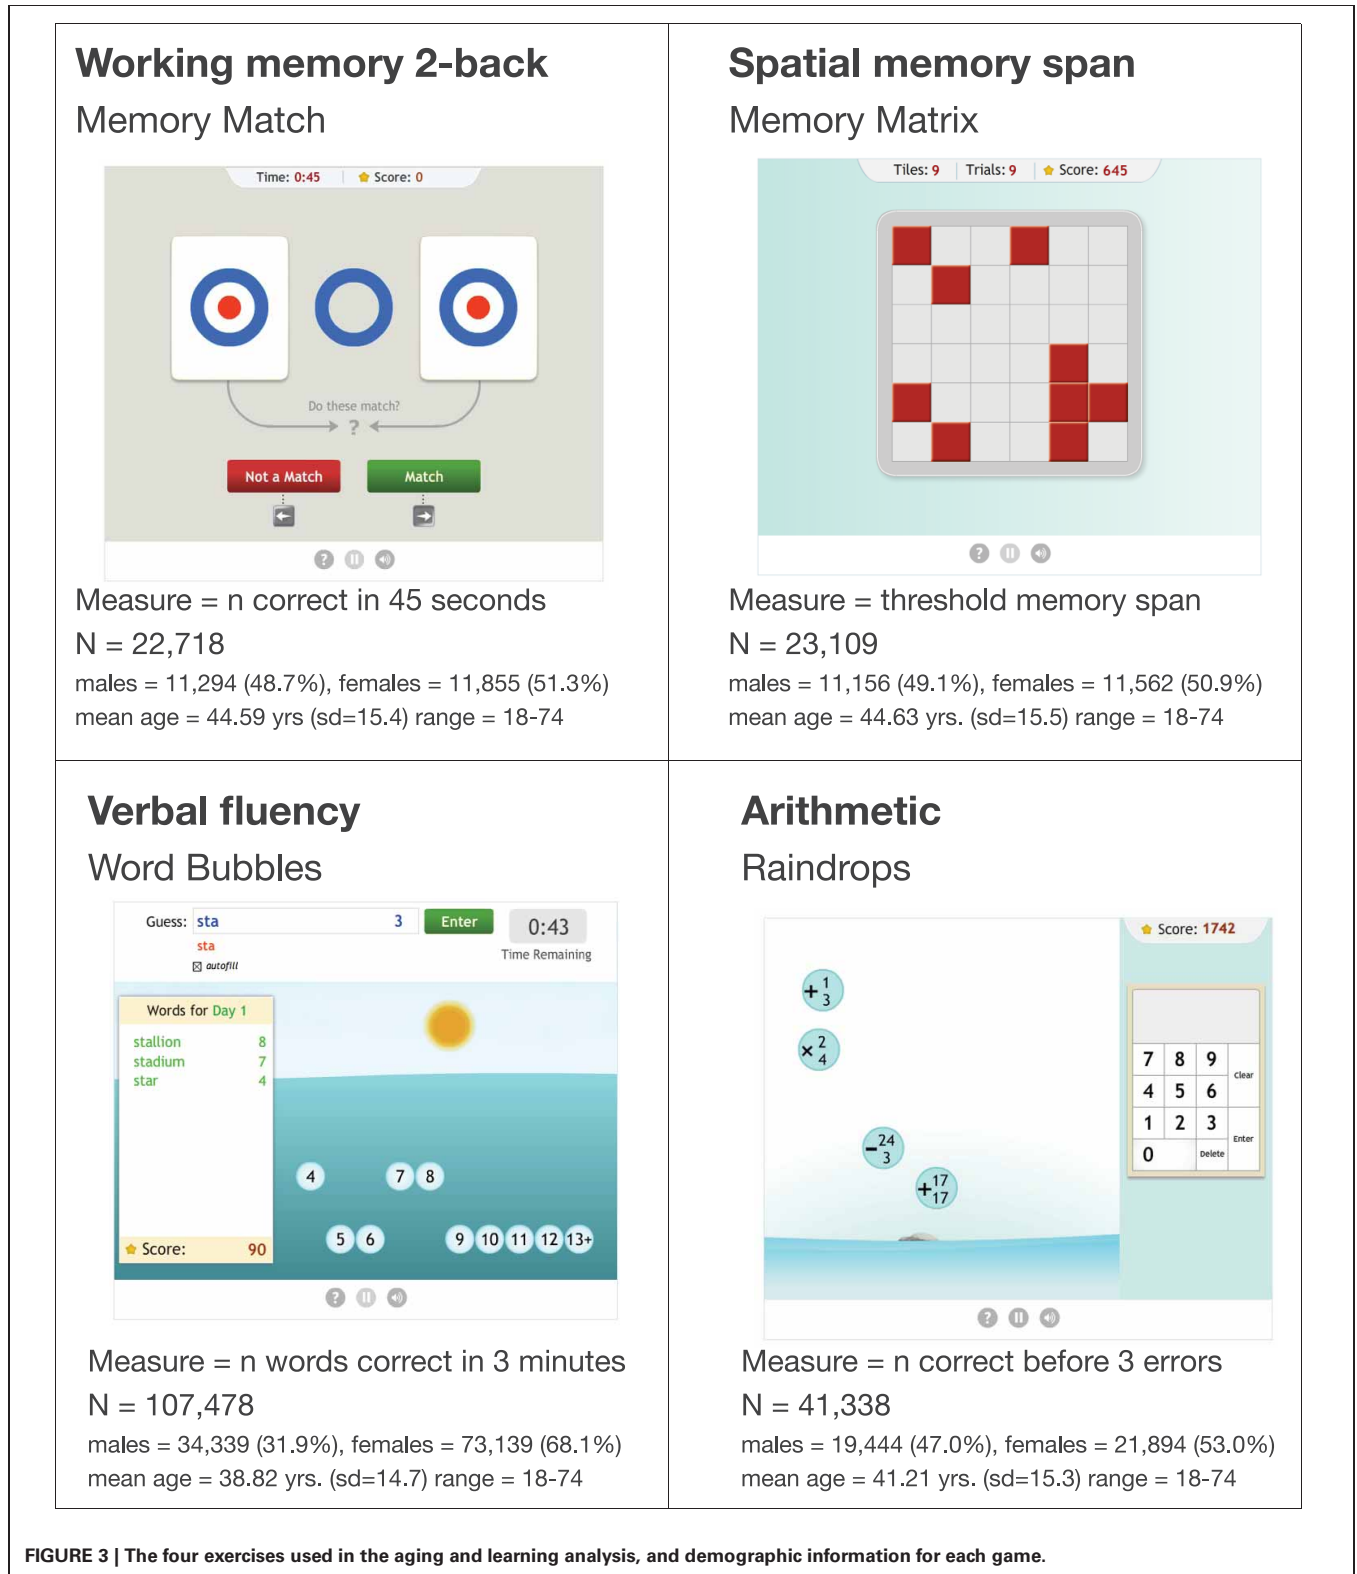 Working memory 2-back
Memory Match
Time: 0:45 Score: 0
Do these match?
?
Not a Match Match
?
Measure = n correct in 45 seconds
N = 22,718
males = 11,294 (48.7%), females = 11,855 (51.3%)
mean age = 44.59 yrs (sd=15.4) range = 18-74
Spatial memory span
Memory Matrix
Tiles: 9 Trials: 9 Score: 645
?
Measure = threshold memory span
N = 23,109
males = 11,156 (49.1%), females = 11,562 (50.9%)
mean age = 44.63 yrs. (sd=15.5) range = 18-74
Verbal fluency
Word Bubbles
Guess: sta 3 Enter 0:43
sta Time Remaining
autofill
Words for Day 1
stallion 8
stadium 7
star 4
4 7 8
5 6 9 10 11 12 13+
Score: 90
?
Measure = n words correct in 3 minutes
N = 107,478
males = 34,339 (31.9%), females = 73,139 (68.1%)
mean age = 38.82 yrs. (sd=14.7) range = 18-74
Arithmetic
Raindrops
Score: 1742
+ 1
3
× 2
4
− 24
3
+ 17
17
7 8 9 Clear
4 5 6
1 2 3 Enter
0 Delete
?
Measure = n correct before 3 errors
N = 41,338
males = 19,444 (47.0%), females = 21,894 (53.0%)
mean age = 41.21 yrs. (sd=15.3) range = 18-74
FIGURE 3 | The four exercises used in the aging and learning analysis, and demographic information for each game.